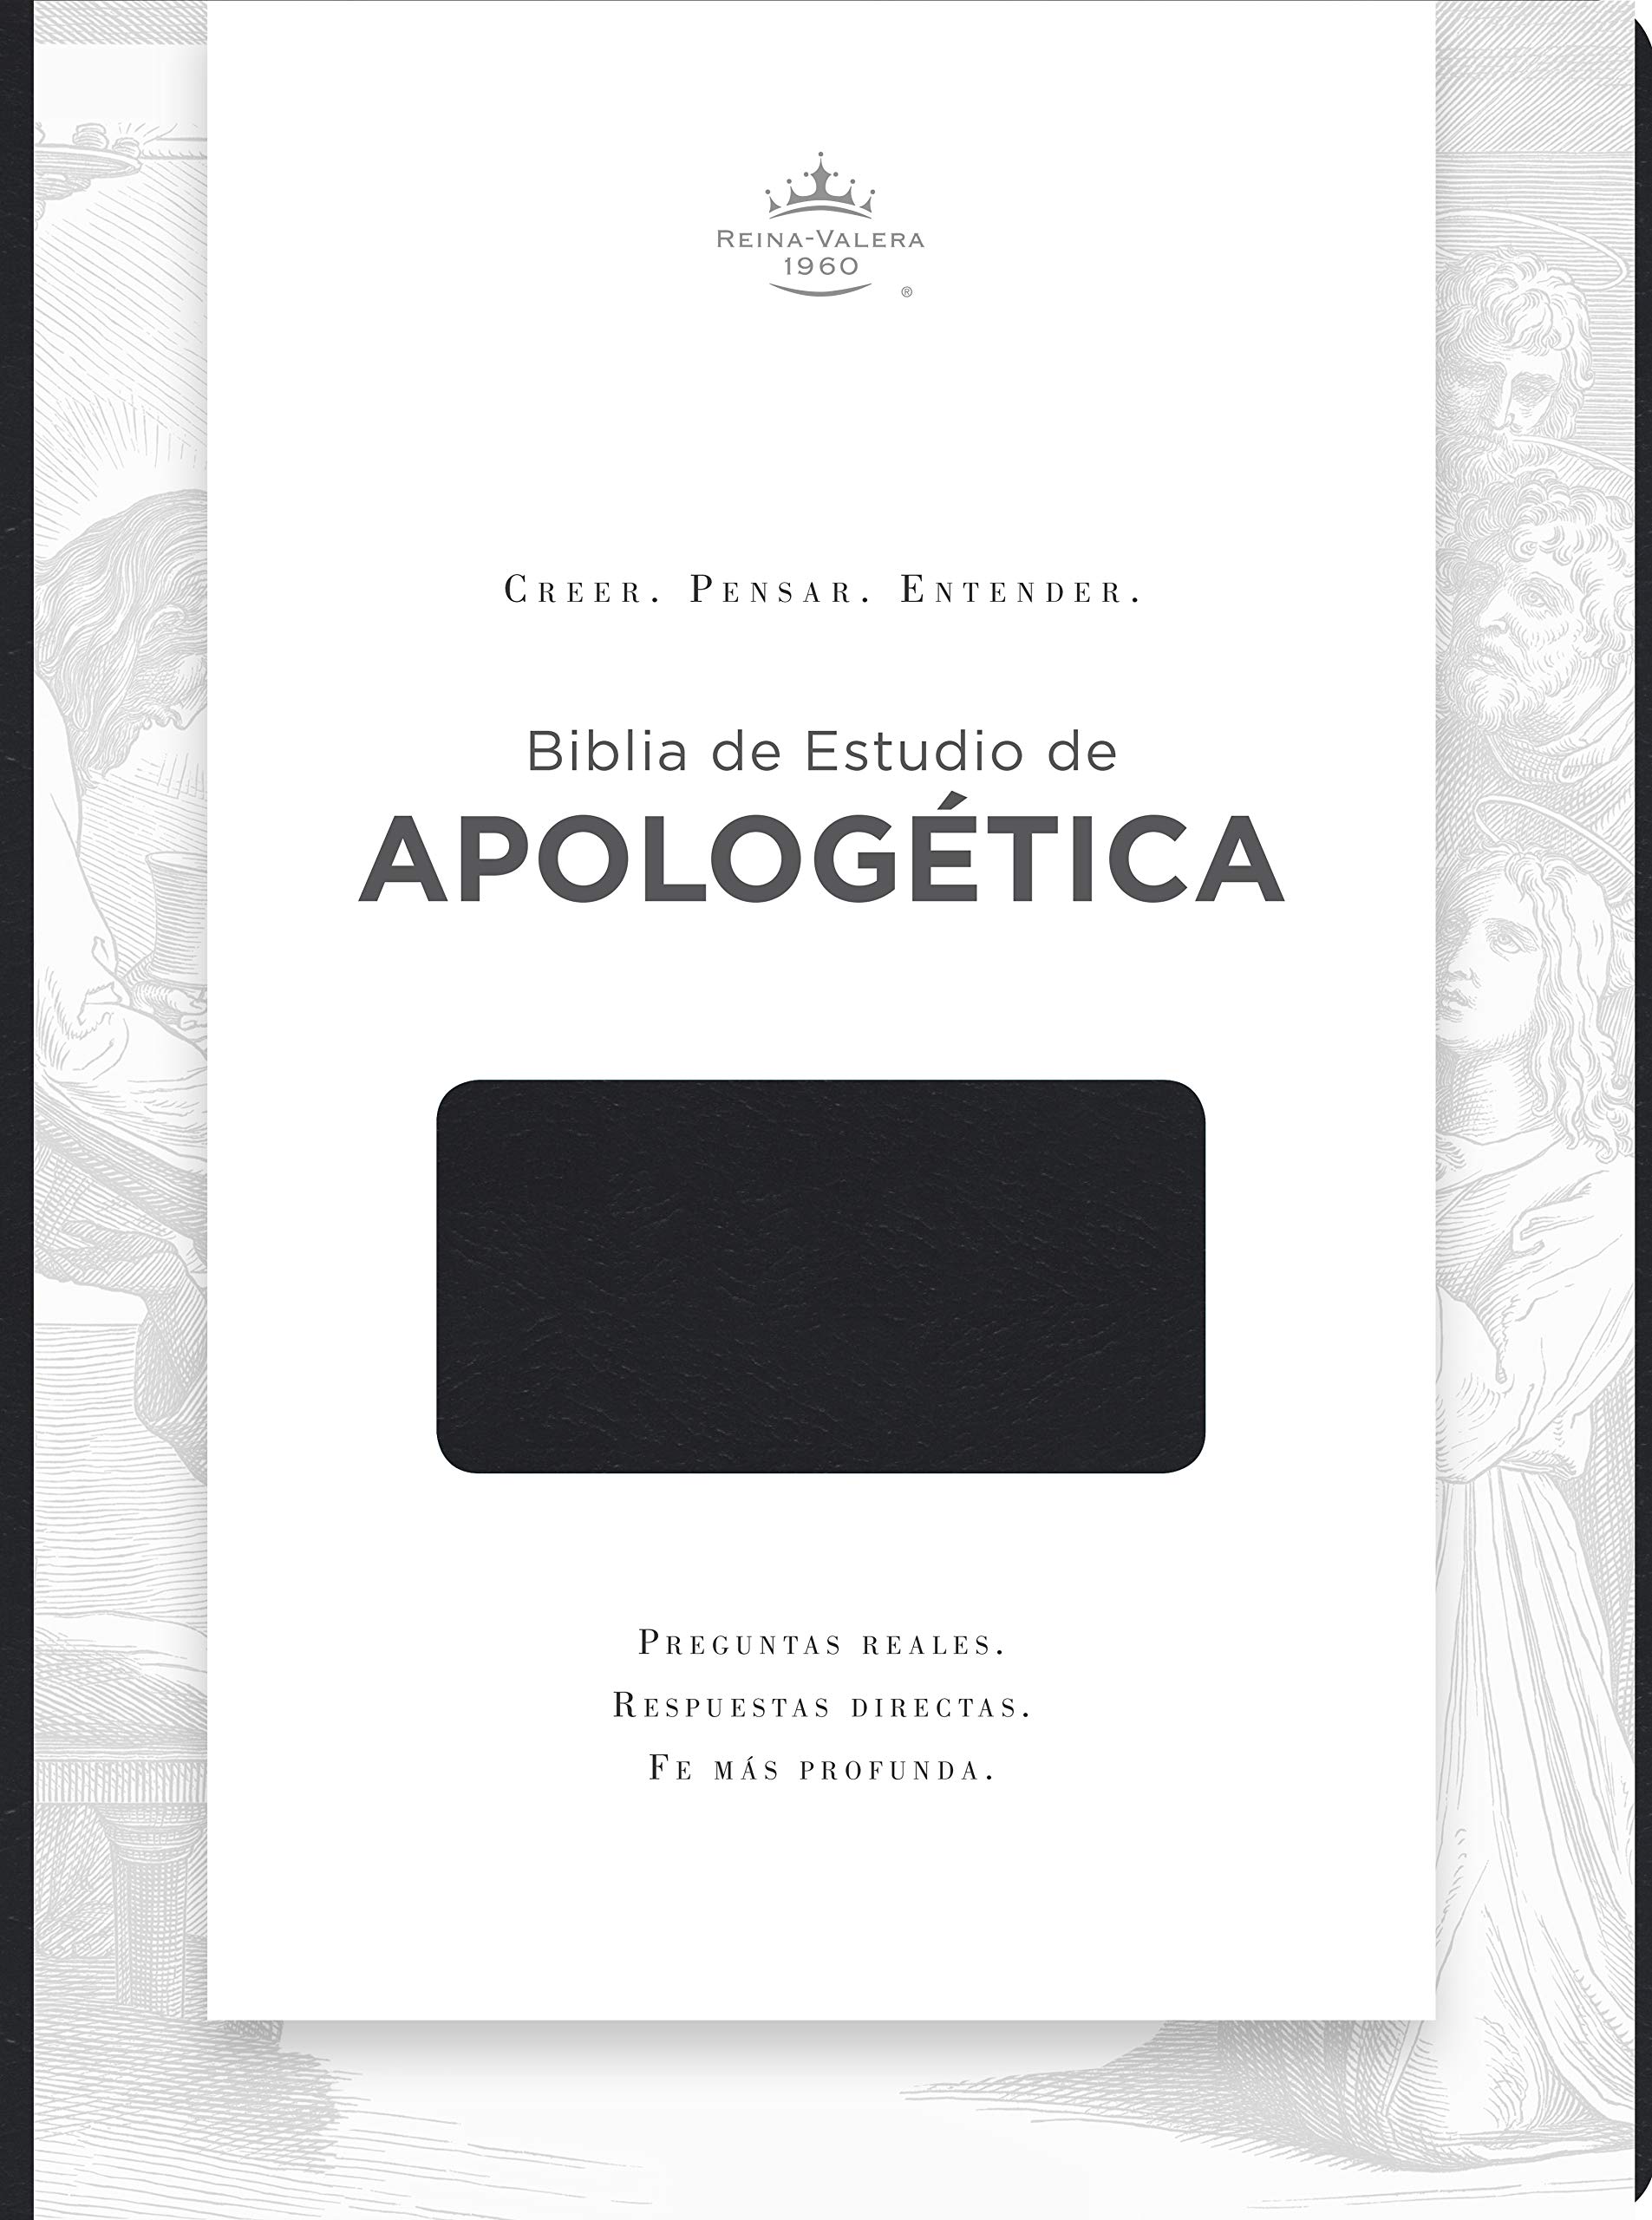 REINA-VALERA
1960
®
CREER. PENSAR. ENTENDER.
Biblia de Estudio de
APOLOGÉTICA
PREGUNTAS REALES.
RESPUESTAS DIRECTAS.
FE MÁS PROFUNDA.